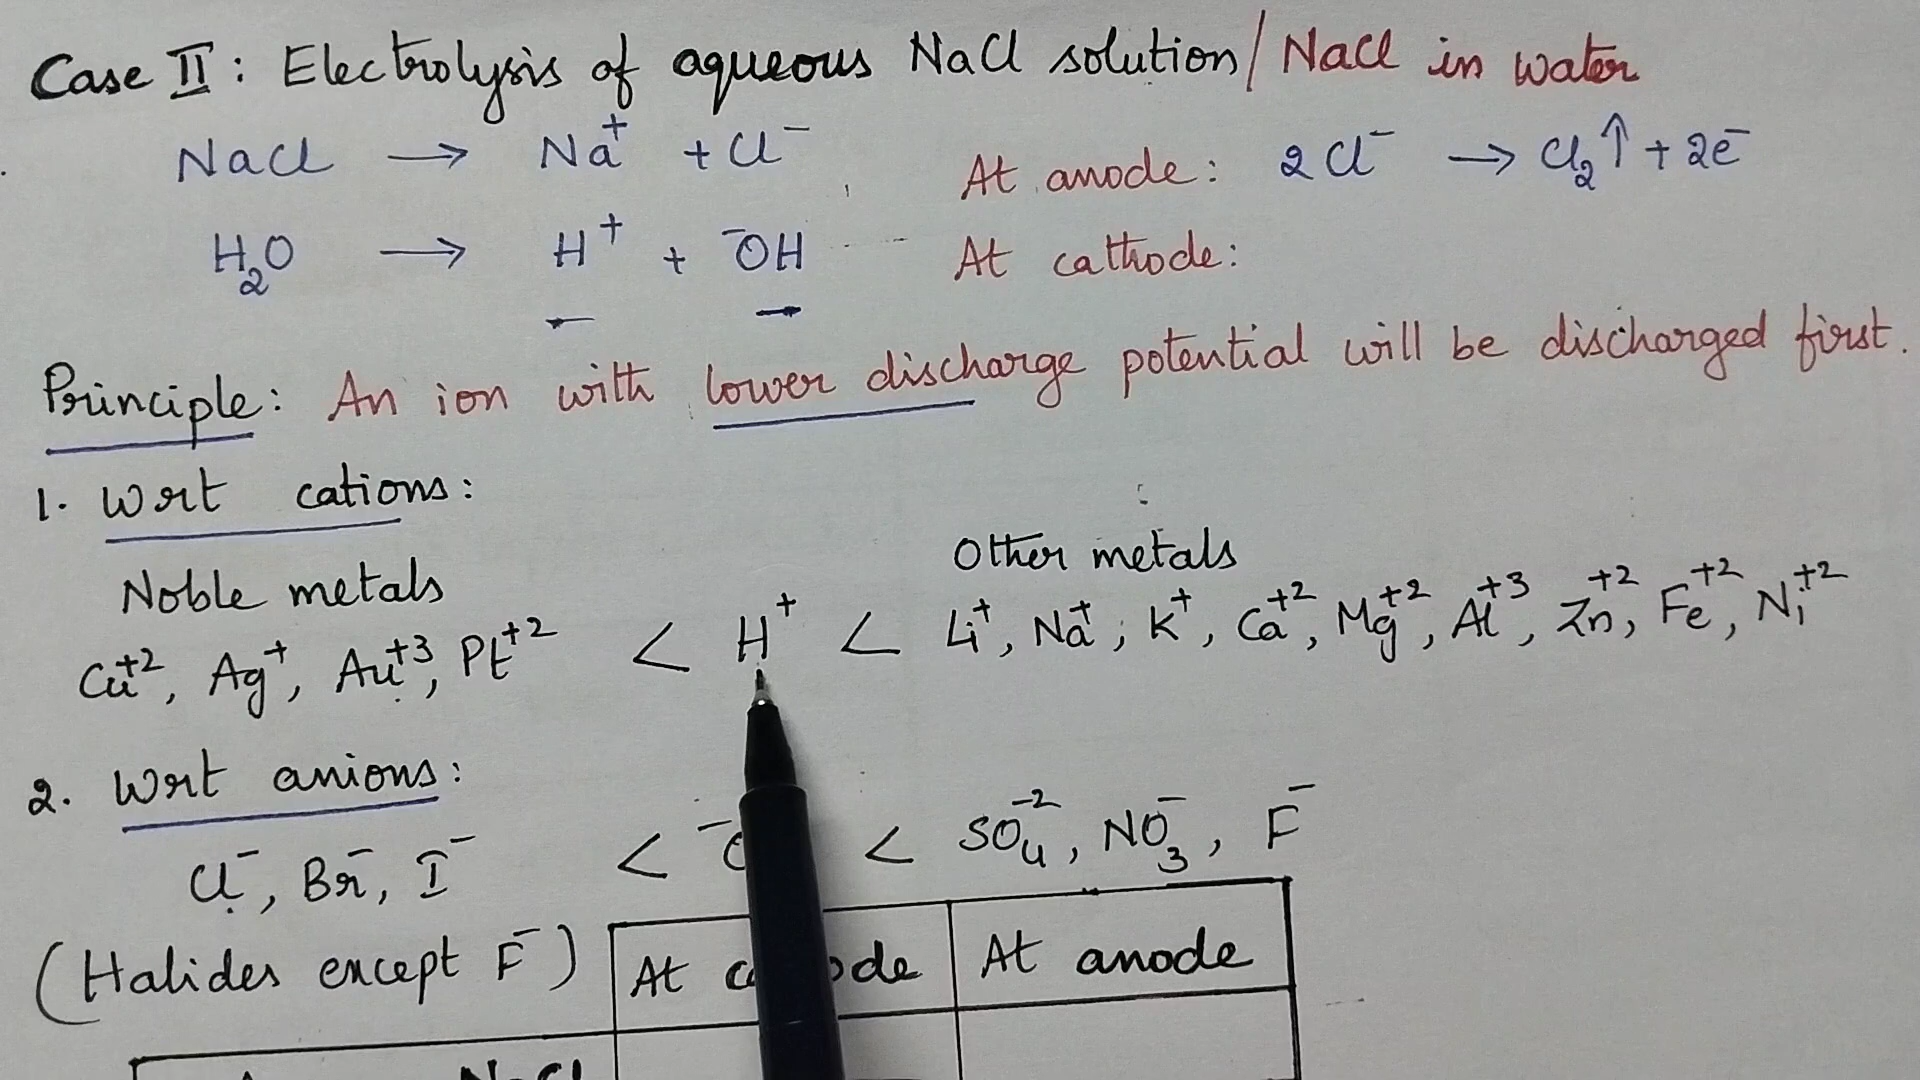 Case II: Electrolysis of aqueous NaCl solution/ NaCl in water
NaCl → Na⁺ + Cl⁻
At anode: 2Cl⁻ → Cl₂↑ + 2e⁻
H₂O → H⁺ + ⁻OH
At cathode:
Principle: An ion with lower discharge potential will be discharged first.
1. Wrt cations:
Noble metals
Other metals
Cu⁺², Ag⁺, Au⁺³, Pt⁺² < H⁺ < Li⁺, Na⁺, K⁺, Ca⁺², Mg⁺², Al⁺³, Zn⁺², Fe⁺², Ni⁺²
2. Wrt anions:
Cl⁻, Br⁻, I⁻ < < SO₄⁻², NO₃⁻, F⁻
(Halides except F⁻)
At At anode
NaCl